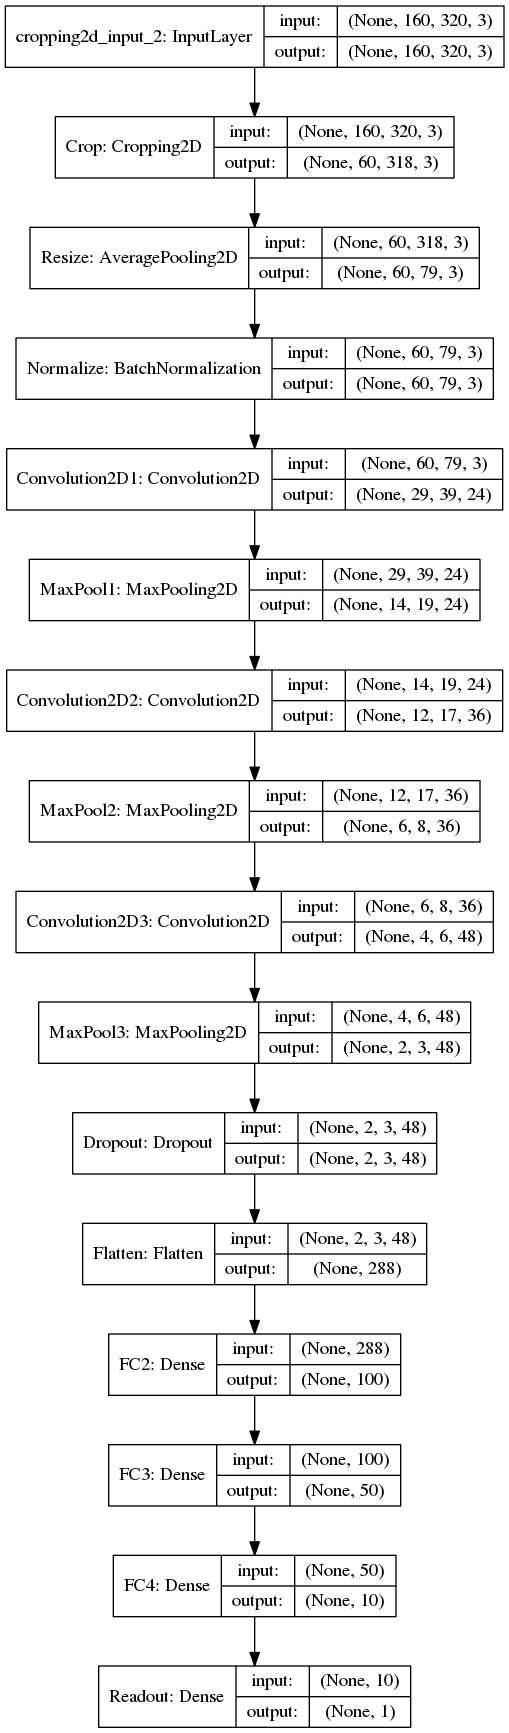 cropping2d_input_2: InputLayer
input: (None, 160, 320, 3)
output: (None, 160, 320, 3)
Crop: Cropping2D
input: (None, 160, 320, 3)
output: (None, 60, 318, 3)
Resize: AveragePooling2D
input: (None, 60, 318, 3)
output: (None, 60, 79, 3)
Normalize: BatchNormalization
input: (None, 60, 79, 3)
output: (None, 60, 79, 3)
Convolution2D1: Convolution2D
input: (None, 60, 79, 3)
output: (None, 29, 39, 24)
MaxPool1: MaxPooling2D
input: (None, 29, 39, 24)
output: (None, 14, 19, 24)
Convolution2D2: Convolution2D
input: (None, 14, 19, 24)
output: (None, 12, 17, 36)
MaxPool2: MaxPooling2D
input: (None, 12, 17, 36)
output: (None, 6, 8, 36)
Convolution2D3: Convolution2D
input: (None, 6, 8, 36)
output: (None, 4, 6, 48)
MaxPool3: MaxPooling2D
input: (None, 4, 6, 48)
output: (None, 2, 3, 48)
Dropout: Dropout
input: (None, 2, 3, 48)
output: (None, 2, 3, 48)
Flatten: Flatten
input: (None, 2, 3, 48)
output: (None, 288)
FC2: Dense
input: (None, 288)
output: (None, 100)
FC3: Dense
input: (None, 100)
output: (None, 50)
FC4: Dense
input: (None, 50)
output: (None, 10)
Readout: Dense
input: (None, 10)
output: (None, 1)